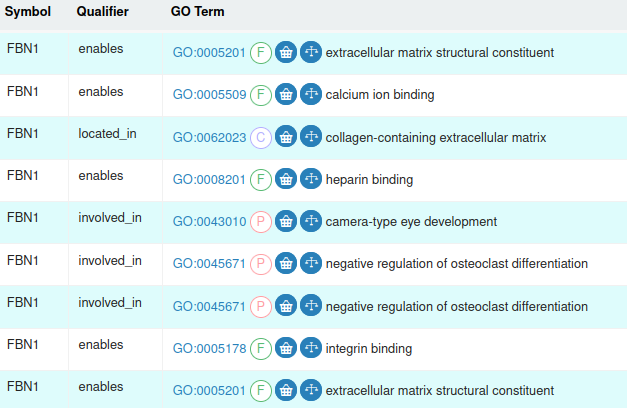 Symbol Qualifier GO Term
FBN1 enables GO:0005201 F extracellular matrix structural constituent
FBN1 enables GO:0005509 F calcium ion binding
FBN1 located_in GO:0062023 C collagen-containing extracellular matrix
FBN1 enables GO:0008201 F heparin binding
FBN1 involved_in GO:0043010 P camera-type eye development
FBN1 involved_in GO:0045671 P negative regulation of osteoclast differentiation
FBN1 involved_in GO:0045671 P negative regulation of osteoclast differentiation
FBN1 enables GO:0005178 F integrin binding
FBN1 enables GO:0005201 F extracellular matrix structural constituent